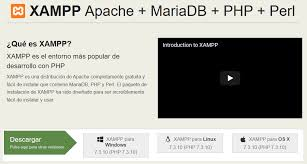 XAMPP Apache + MariaDB + PHP + Perl
¿Qué es XAMPP?
XAMPP es el entorno más popular de
desarrollo con PHP
XAMPP es una distribución de Apache completamente gratuita y
fácil de instalar que contiene MariaDB, PHP y Perl. El paquete de
instalación de XAMPP ha sido diseñado para ser increíblemente
fácil de instalar y usar.
Introduction to XAMPP
Descargar
Pulsa aquí para otras versiones
XAMPP para
Windows
7.3.10 (PHP 7.3.10)
XAMPP para Linux
7.3.10 (PHP 7.3.10)
XAMPP para OS X
7.3.10 (PHP 7.3.10)